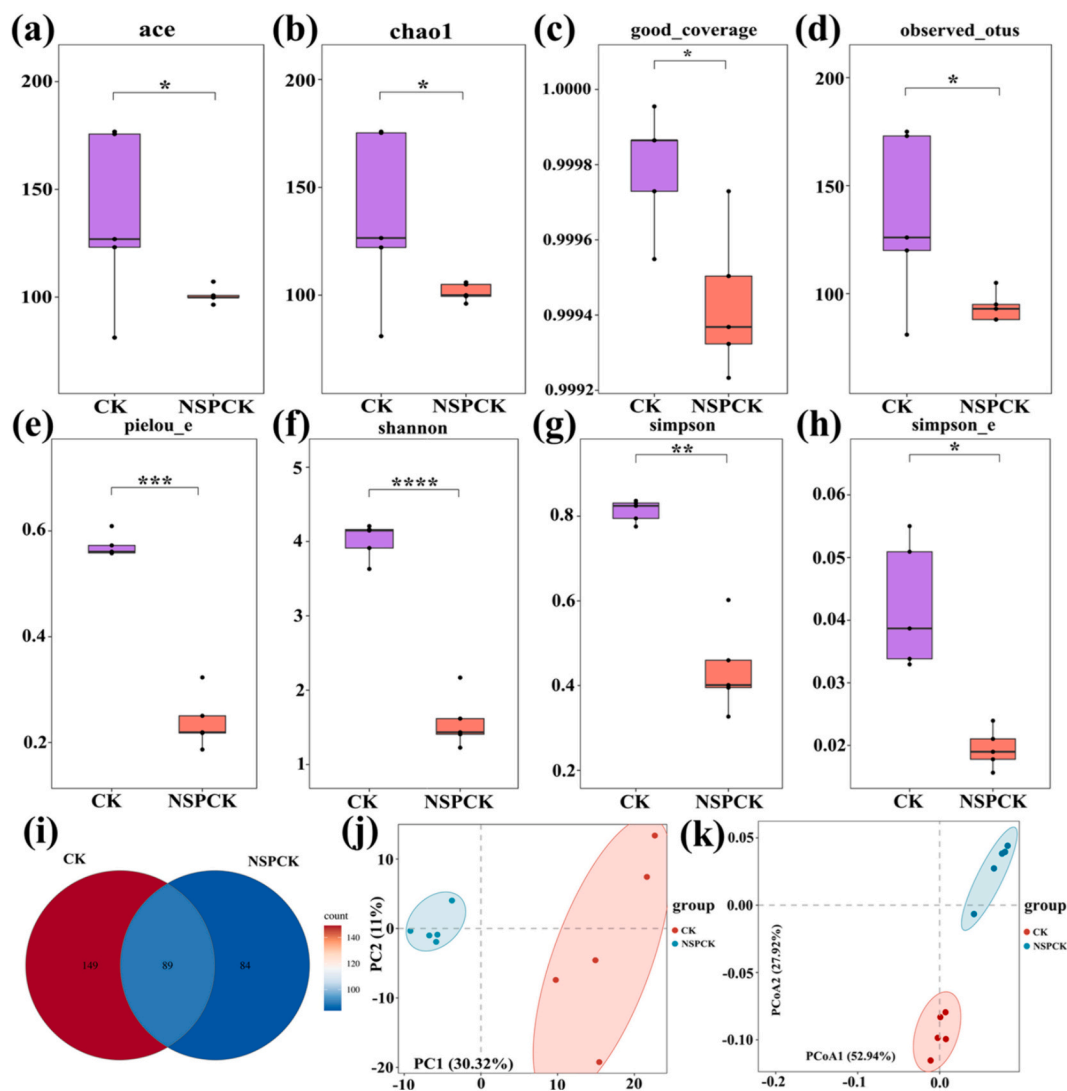 (a) ace
200
150
100
*
CK NSPCK
(b) chao1
200
150
100
*
CK NSPCK
(c) good_coverage
1.0000
0.9998
0.9996
0.9994
0.9992
*
CK NSPCK
(d) observed_otus
200
150
100
*
CK NSPCK
(e) pielou_e
0.6
0.4
0.2
***
CK NSPCK
(f) shannon
5
4
3
2
1
****
CK NSPCK
(g) simpson
0.8
0.6
0.4
0.2
**
CK NSPCK
(h) simpson_e
0.06
0.05
0.04
0.03
0.02
*
CK NSPCK
(i)
CK NSPCK
149 89 84
count
140
120
100
(j)
PC2 (11%)
10
0
-10
-20
PC1 (30.32%)
-10 0 10 20
group
CK
NSPCK
(k)
PCoA2 (27.92%)
0.05
0.00
-0.05
-0.10
PCoA1 (52.94%)
-0.2 -0.1 0.0 0.1
group
CK
NSPCK